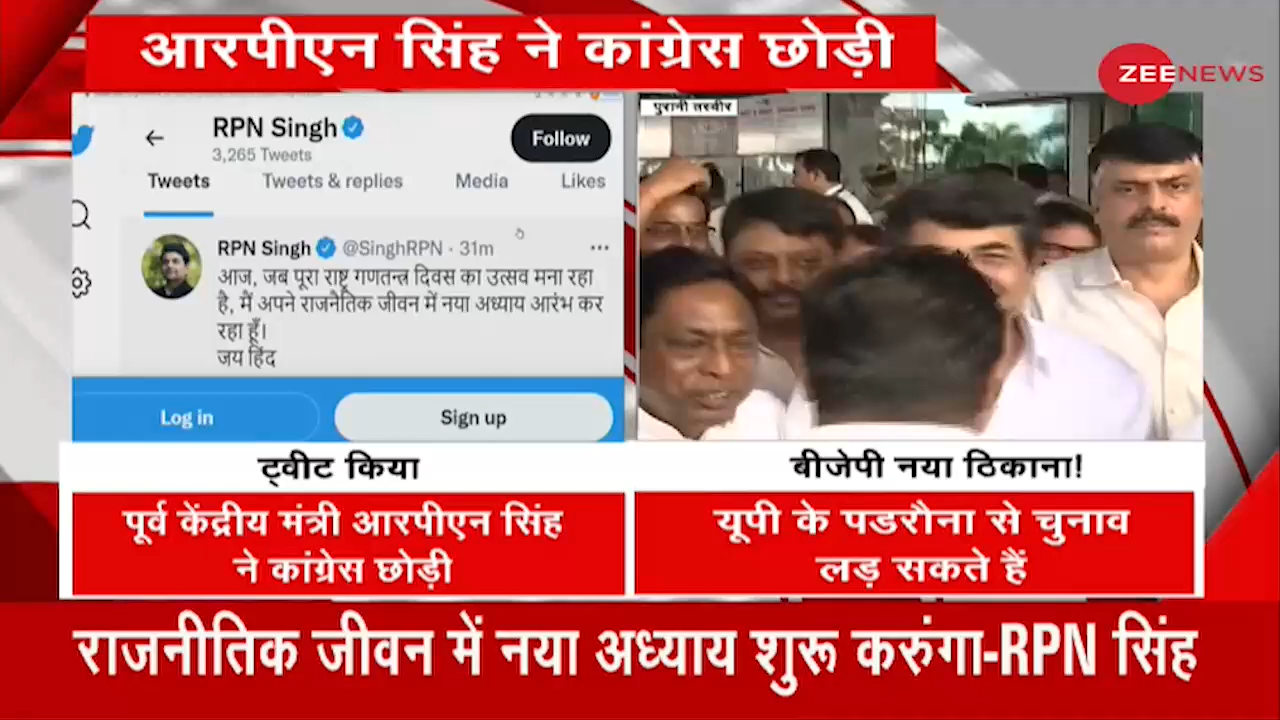 आरपीएन सिंह ने कांग्रेस छोड़ी
ZEENEWS
RPN Singh
3,265 Tweets
Follow
Tweets
Tweets & replies
Media
Likes
RPN Singh @SinghRPN · 31m
आज, जब पूरा राष्ट्र गणतन्त्र दिवस का उत्सव मना रहा
है, मैं अपने राजनैतिक जीवन में नया अध्याय आरंभ कर
रहा हूँ।
जय हिंद
Log in
Sign up
पुरानी तस्वीर
ट्वीट किया
बीजेपी नया ठिकाना!
पूर्व केंद्रीय मंत्री आरपीएन सिंह
ने कांग्रेस छोड़ी
यूपी के पडरौना से चुनाव
लड़ सकते हैं
राजनीतिक जीवन में नया अध्याय शुरू करुंगा-RPN सिंह